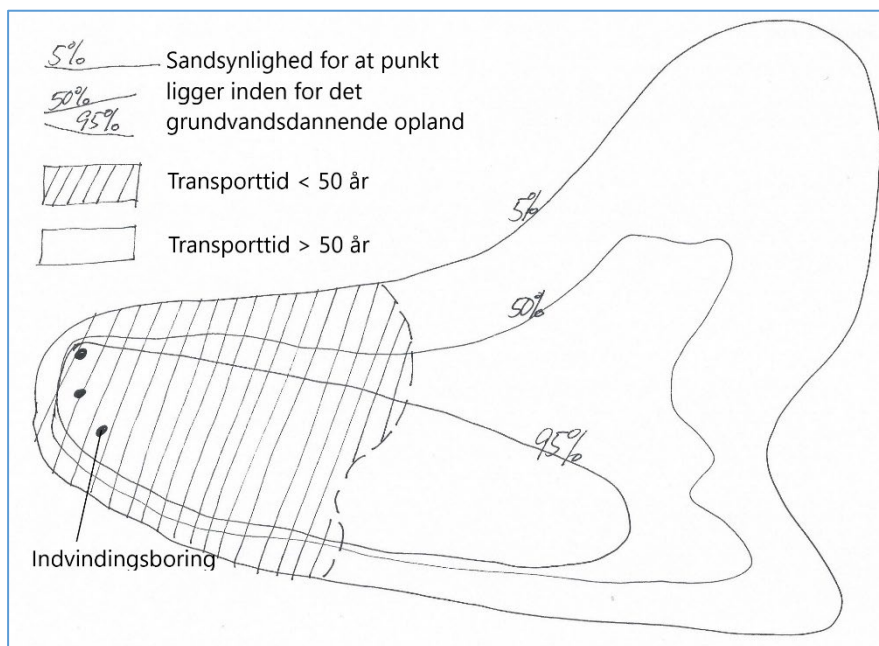 5%
Sandsynlighed for at punkt
50%
ligger inden for det
95%
grundvandsdannende opland
Transporttid < 50 år
Transporttid > 50 år
5%
50%
95%
Indvindingsboring